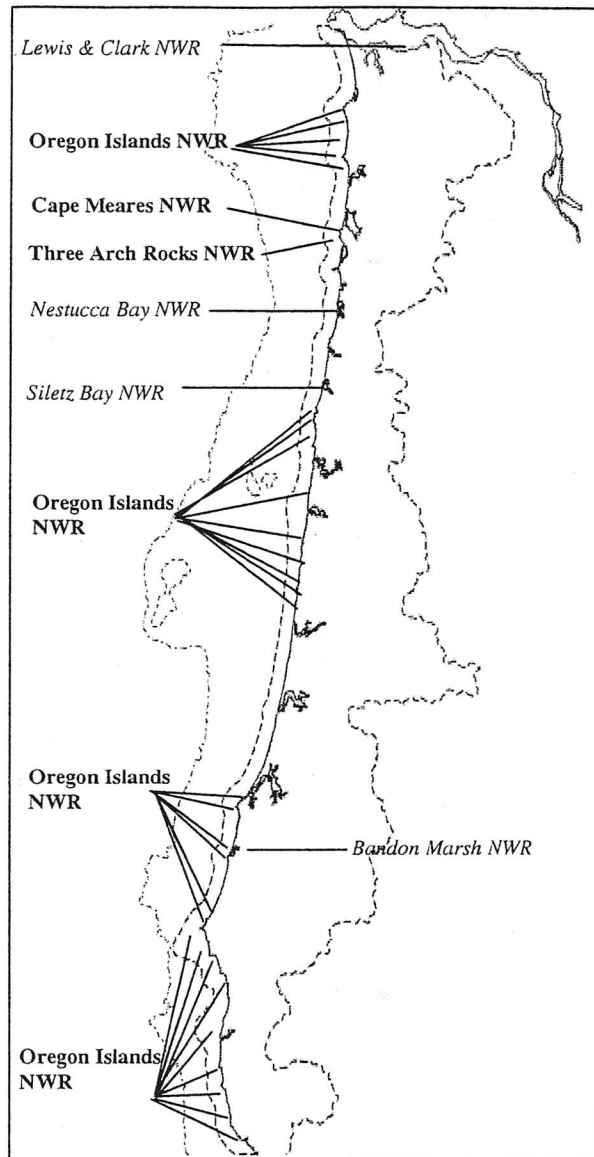 Lewis & Clark NWR
Oregon Islands NWR
Cape Meares NWR
Three Arch Rocks NWR
Nestucca Bay NWR
Siletz Bay NWR
Oregon Islands
NWR
Oregon Islands
NWR
Bandon Marsh NWR
Oregon Islands
NWR